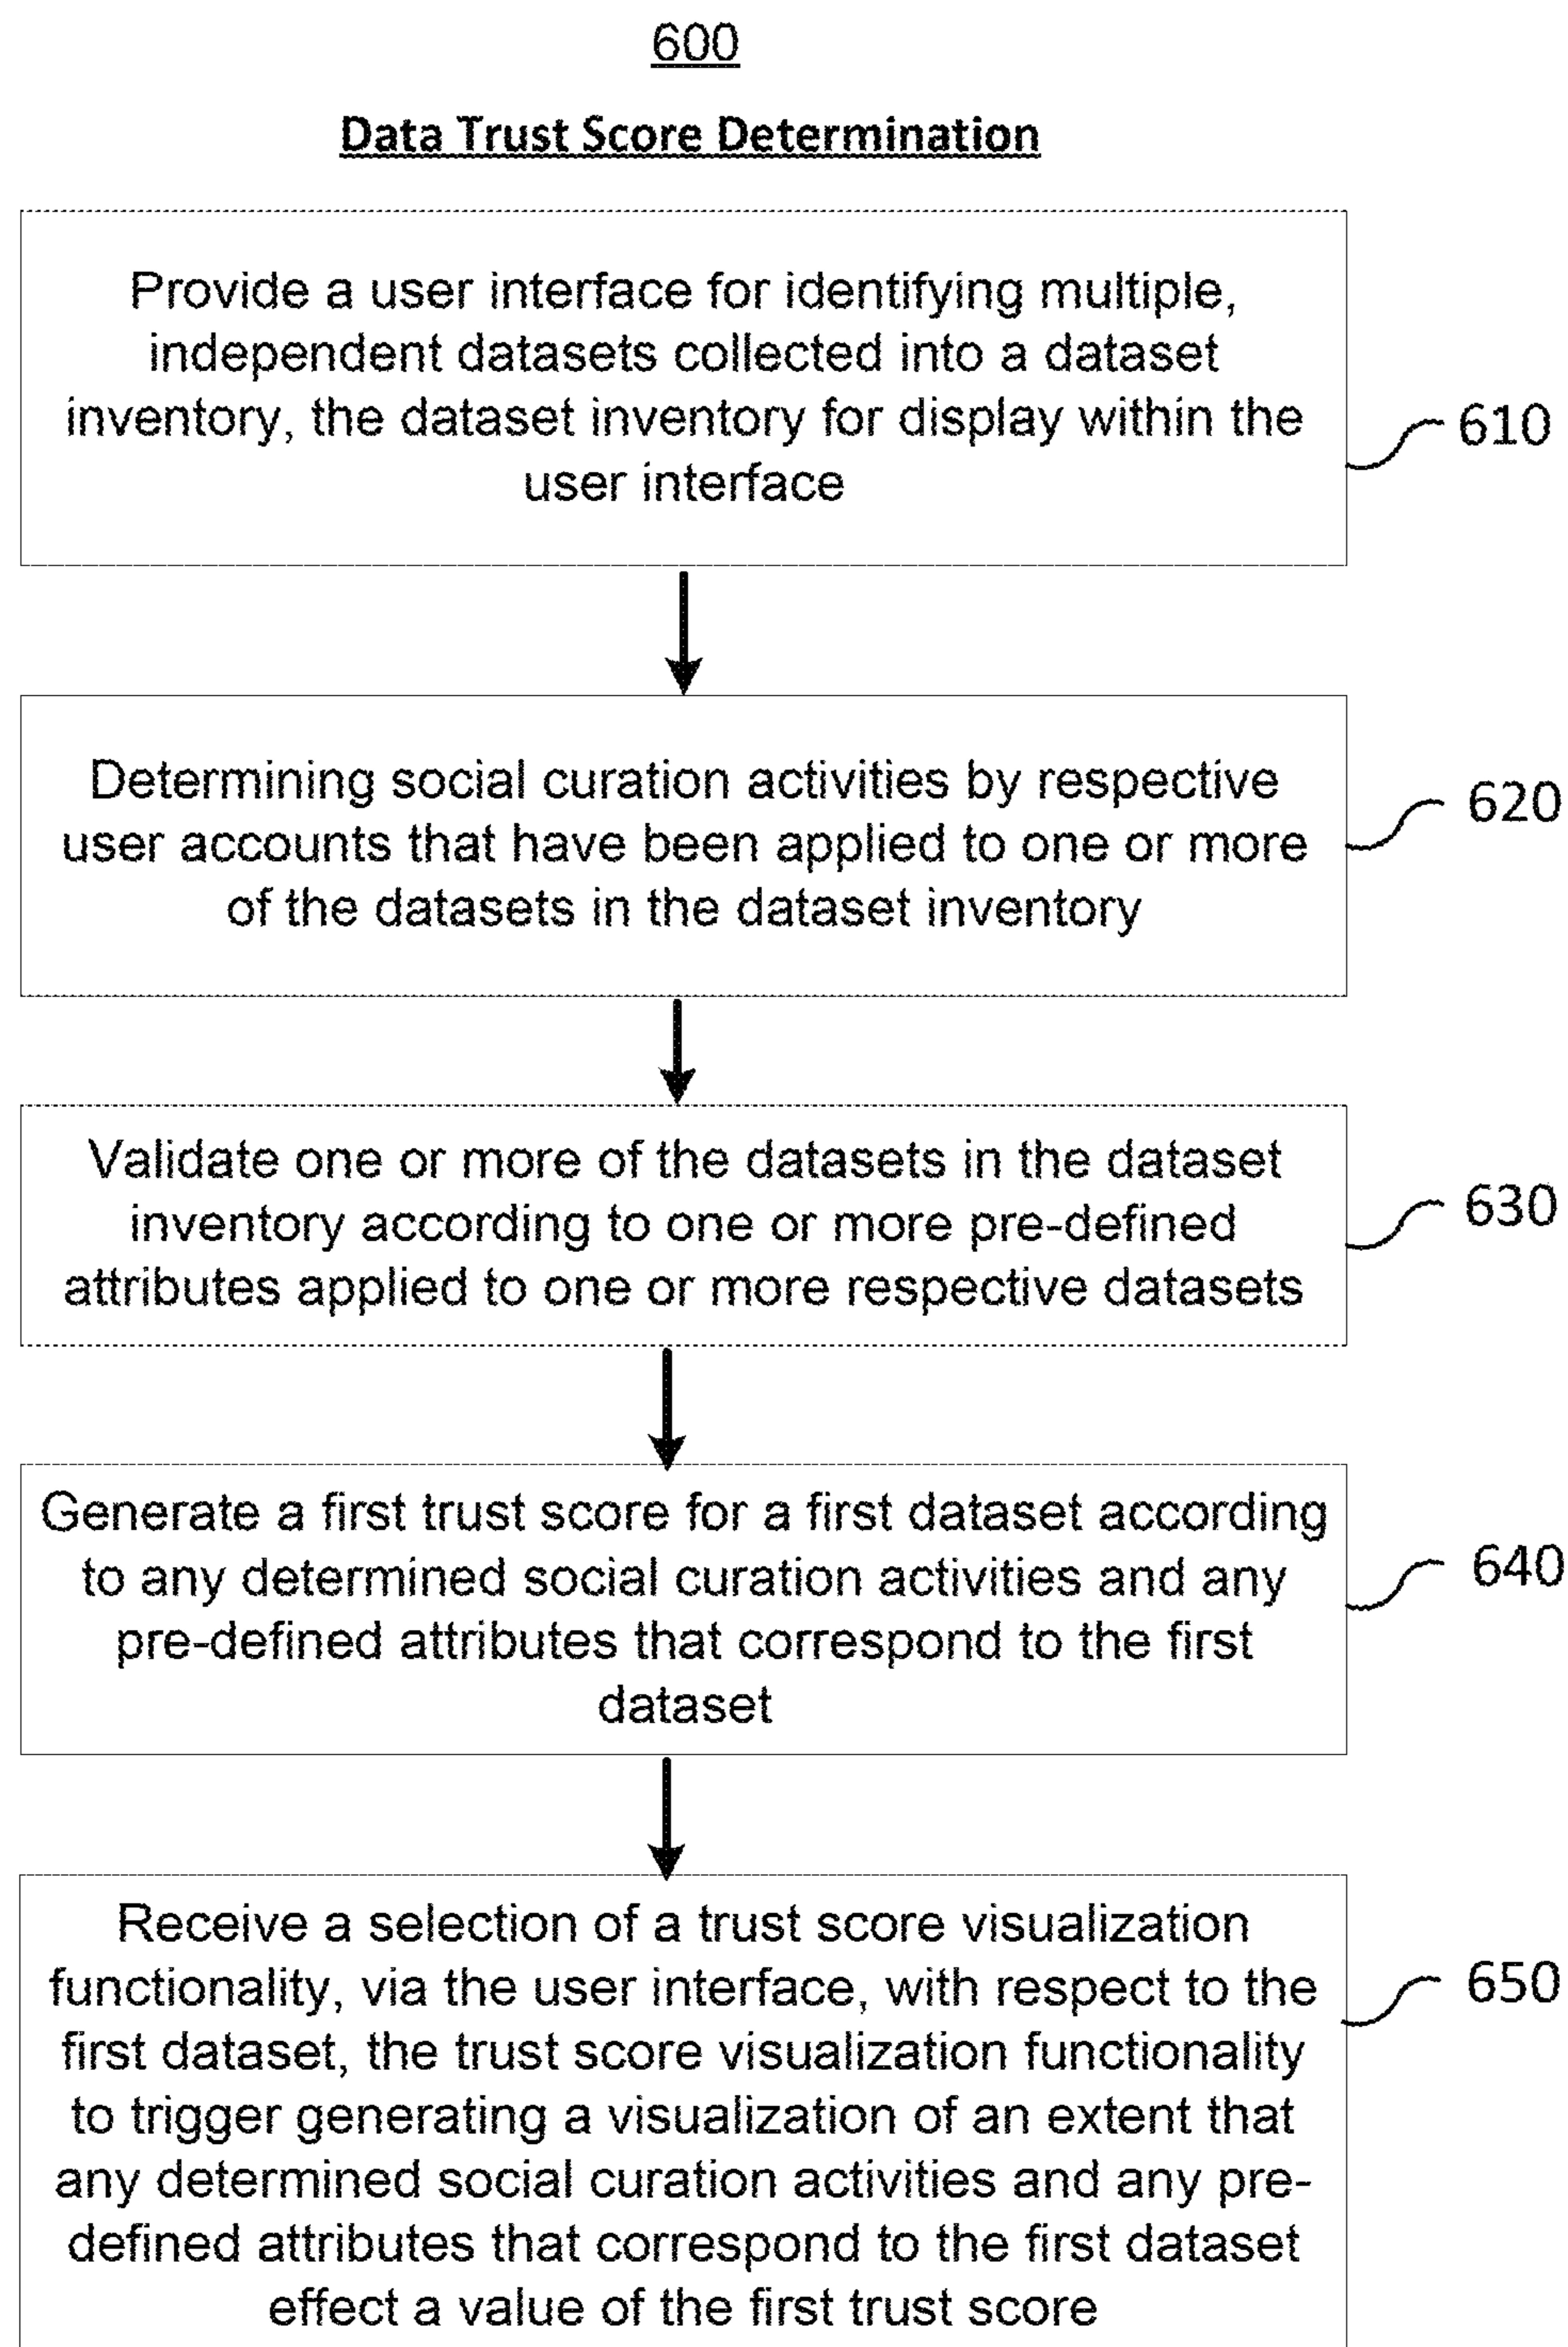 600
Data Trust Score Determination
Provide a user interface for identifying multiple,
independent datasets collected into a dataset
inventory, the dataset inventory for display within the
user interface
610
Determining social curation activities by respective
user accounts that have been applied to one or more
of the datasets in the dataset inventory
620
Validate one or more of the datasets in the dataset
inventory according to one or more pre-defined
attributes applied to one or more respective datasets
630
Generate a first trust score for a first dataset according
to any determined social curation activities and any
pre-defined attributes that correspond to the first
dataset
640
Receive a selection of a trust score visualization
functionality, via the user interface, with respect to the
first dataset, the trust score visualization functionality
to trigger generating a visualization of an extent that
any determined social curation activities and any pre-
defined attributes that correspond to the first dataset
effect a value of the first trust score
650